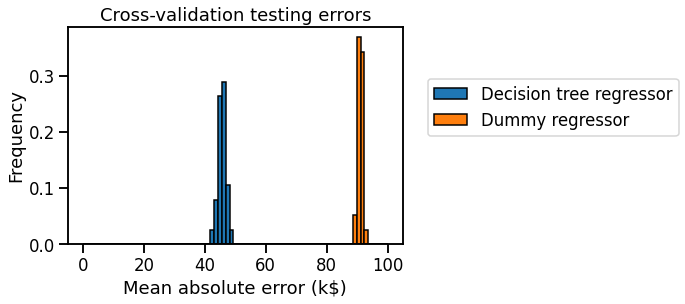 Cross-validation testing errors
Frequency
0.3
0.2
0.1
0.0
0 20 40 60 80 100
Mean absolute error (k$)
Decision tree regressor
Dummy regressor